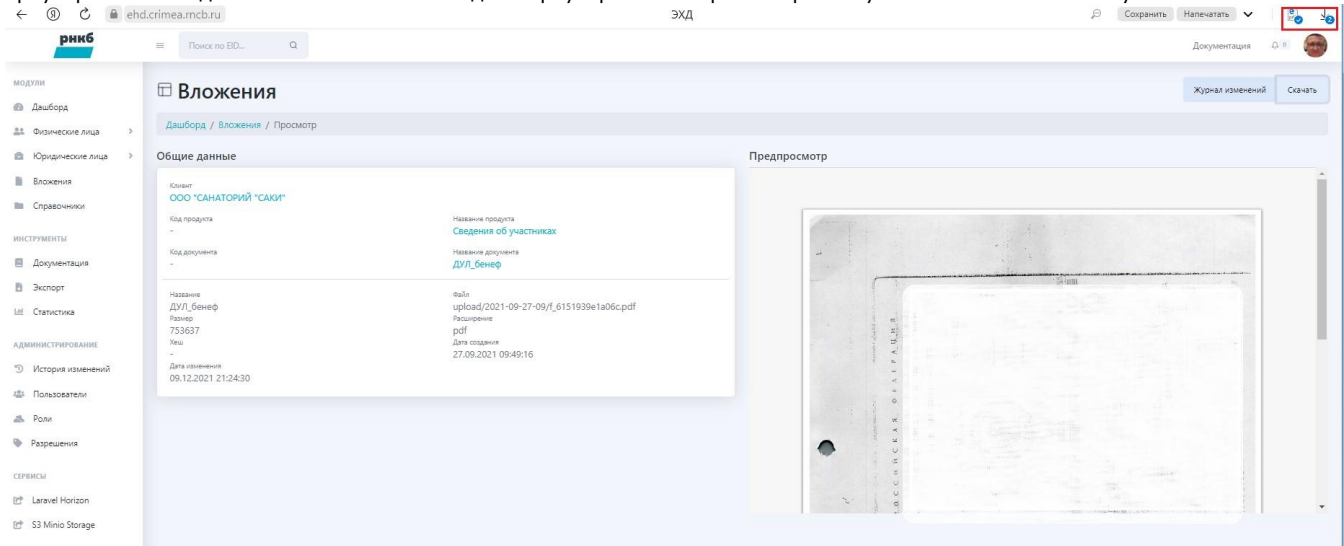 ehd.crimea.rncb.ru
ЭХД
Сохранить
Напечатать
2
рнкб
Поиск по EID...
Документация
0
МОДУЛИ
Дашборд
Физические лица
Юридические лица
Вложения
Справочники
ИНСТРУМЕНТЫ
Документация
Экспорт
Статистика
АДМИНИСТРИРОВАНИЕ
История изменений
Пользователи
Роли
Разрешения
СЕРВИСЫ
Laravel Horizon
S3 Minio Storage
Вложения
Журнал изменений
Скачать
Дашборд / Вложения / Просмотр
Общие данные
Клиент
ООО "САНАТОРИЙ "САКИ"
Код продукта
-
Название продукта
Сведения об участниках
Код документа
-
Название документа
ДУЛ_бенеф
Название
ДУЛ_бенеф
Размер
753637
Хеш
-
Дата изменения
09.12.2021 21:24:30
Файл
upload/2021-09-27-09/f_6151939e1a06c.pdf
Расширение
pdf
Дата создания
27.09.2021 09:49:16
Предпросмотр
РОССИЙСКАЯ ФЕДЕРАЦИЯ